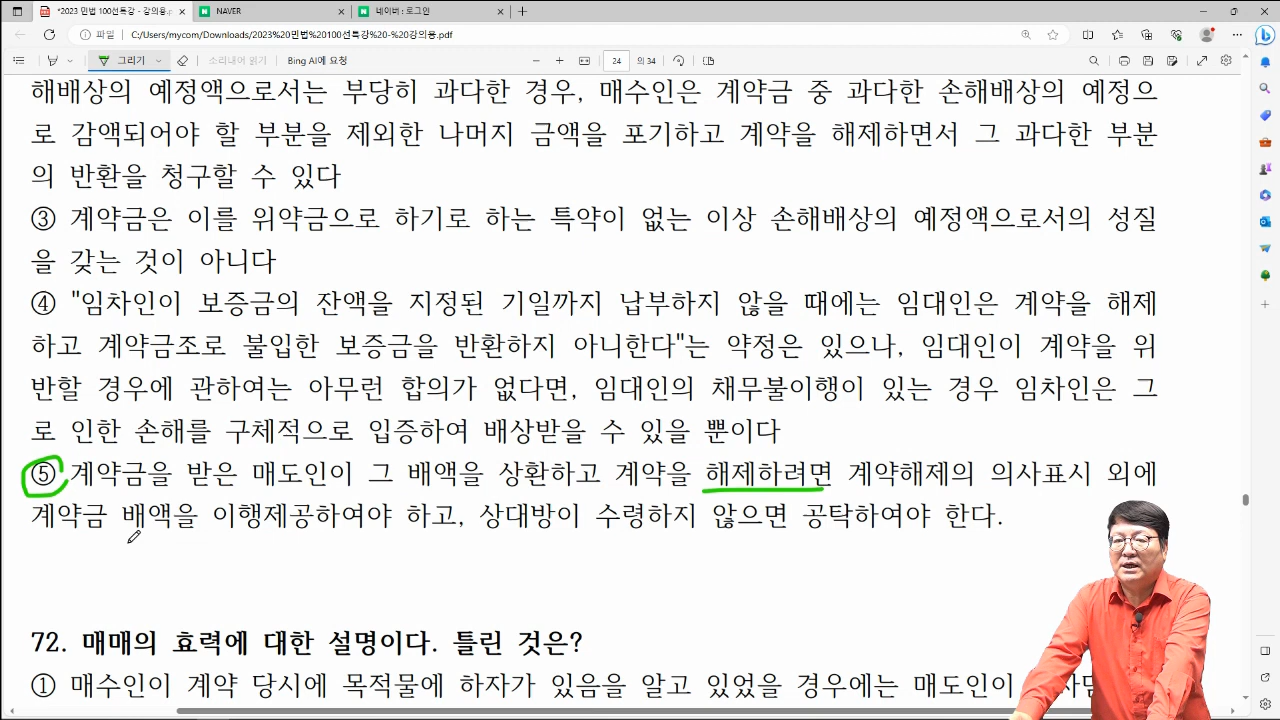 *2023 민법 100선특강 - 강의용.p
NAVER
네이버 : 로그인
파일
C:/Users/mycom/Downloads/2023%20민법%20100선특강%20-%20강의용.pdf
그리기
소리내어 읽기
Bing AI에 요청
24 의 34
해배상의 예정액으로서는 부당히 과다한 경우, 매수인은 계약금 중 과다한 손해배상의 예정으
로 감액되어야 할 부분을 제외한 나머지 금액을 포기하고 계약을 해제하면서 그 과다한 부분
의 반환을 청구할 수 있다
③ 계약금은 이를 위약금으로 하기로 하는 특약이 없는 이상 손해배상의 예정액으로서의 성질
을 갖는 것이 아니다
④ "임차인이 보증금의 잔액을 지정된 기일까지 납부하지 않을 때에는 임대인은 계약을 해제
하고 계약금조로 불입한 보증금을 반환하지 아니한다"는 약정은 있으나, 임대인이 계약을 위
반할 경우에 관하여는 아무런 합의가 없다면, 임대인의 채무불이행이 있는 경우 임차인은 그
로 인한 손해를 구체적으로 입증하여 배상받을 수 있을 뿐이다
⑤ 계약금을 받은 매도인이 그 배액을 상환하고 계약을 해제하려면 계약해제의 의사표시 외에
계약금 배액을 이행제공하여야 하고, 상대방이 수령하지 않으면 공탁하여야 한다.
72. 매매의 효력에 대한 설명이다. 틀린 것은?
① 매수인이 계약 당시에 목적물에 하자가 있음을 알고 있었을 경우에는 매도인이